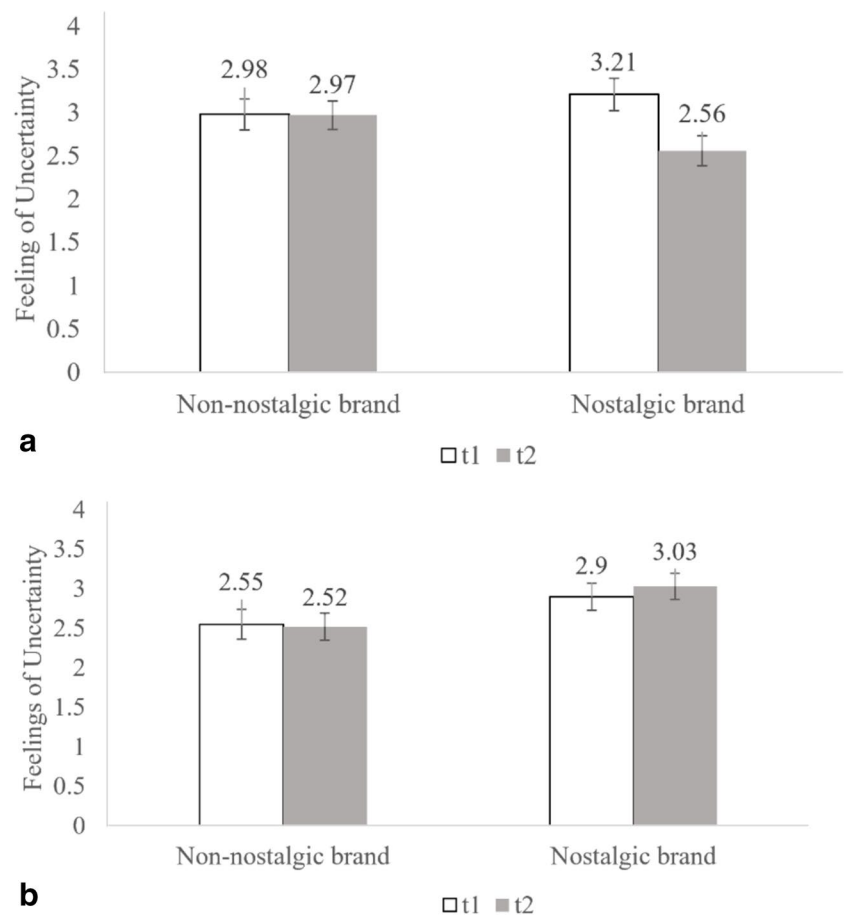 4
3.5
3
2.5
2
1.5
1
0.5
0
Feeling of Uncertainty
2.98
2.97
3.21
2.56
Non-nostalgic brand
Nostalgic brand
a
t1 t2
4
3.5
3
2.5
2
1.5
1
0.5
0
Feelings of Uncertainty
2.55
2.52
2.9
3.03
Non-nostalgic brand
Nostalgic brand
b
t1 t2